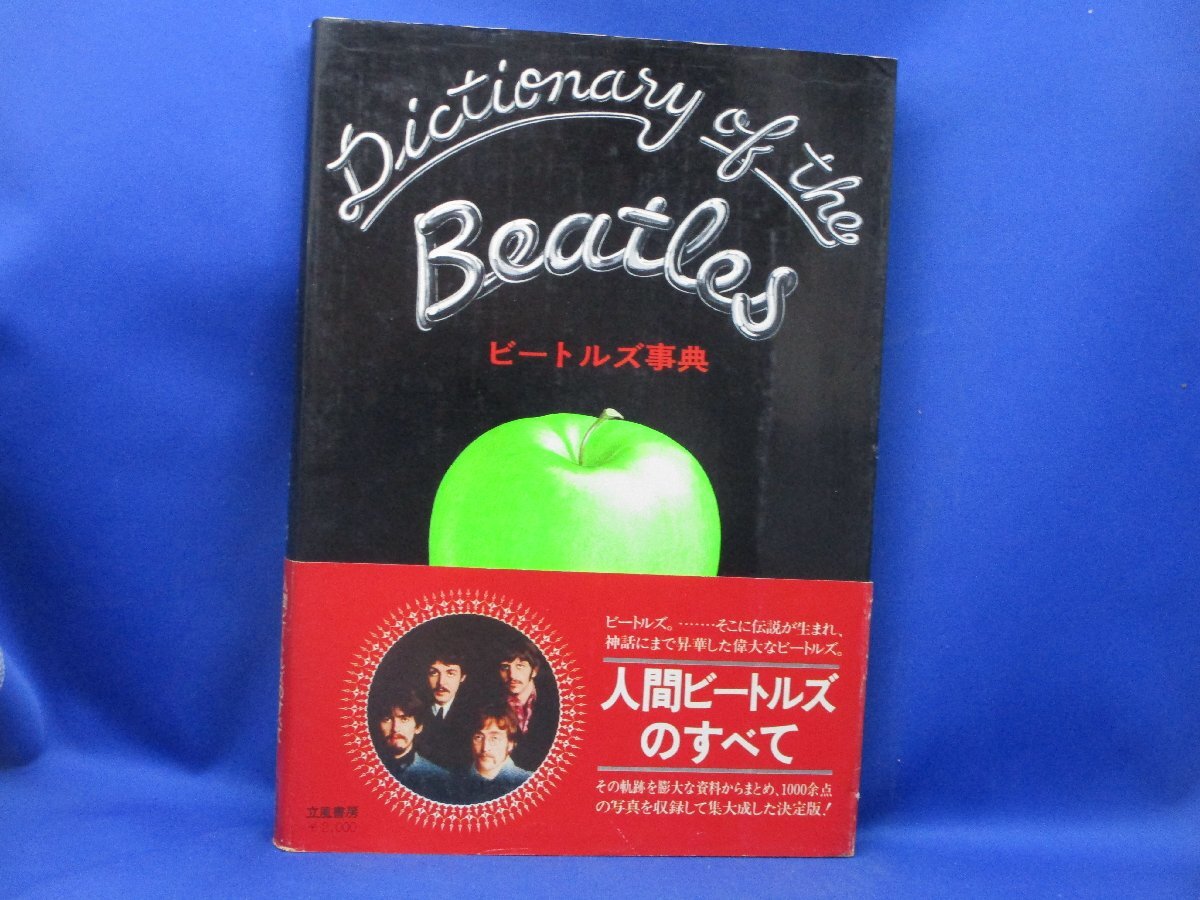 Dictionary of the
Beatles
ビートルズ事典
ビートルズ。………そこに伝説が生まれ、
神話にまで昇華した偉大なビートルズ。
人間ビートルズ
のすべて
その軌跡を膨大な資料からまとめ、1000余点
の写真を収録して集大成した決定版!
立風書房
¥2,000